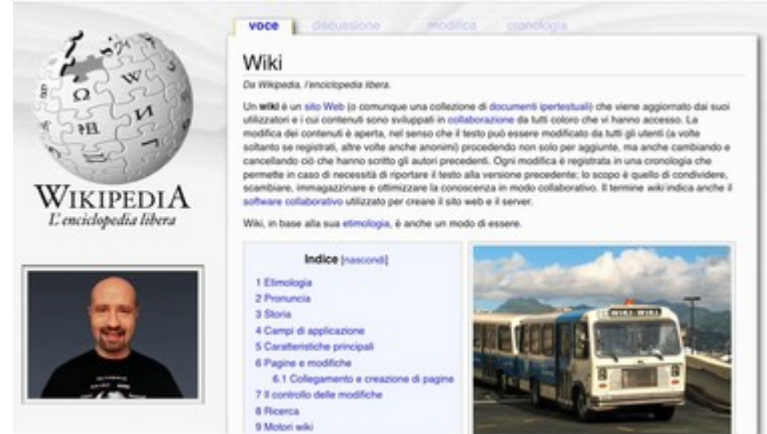 voce discussione modifica cronologia
WIKIPEDIA
L'enciclopedia libera
Wiki
Da Wikipedia, l'enciclopedia libera.
Un wiki è un sito Web (o comunque una collezione di documenti ipertestuali) che viene aggiornato dai suoi
utilizzatori e i cui contenuti sono sviluppati in collaborazione da tutti coloro che vi hanno accesso. La
modifica dei contenuti è aperta, nel senso che il testo può essere modificato da tutti gli utenti (a volte
soltanto se registrati, altre volte anche anonimi) procedendo non solo per aggiunte, ma anche cambiando e
cancellando ciò che hanno scritto gli autori precedenti. Ogni modifica è registrata in una cronologia che
permette in caso di necessità di riportare il testo alla versione precedente; lo scopo è quello di condividere,
scambiare, immagazzinare e ottimizzare la conoscenza in modo collaborativo. Il termine wiki indica anche il
software collaborativo utilizzato per creare il sito web e il server.
Wiki, in base alla sua etimologia, è anche un modo di essere.
Indice [nascondi]
1 Etimologia
2 Pronuncia
3 Storia
4 Campi di applicazione
5 Caratteristiche principali
6 Pagine e modifiche
6.1 Collegamento e creazione di pagine
7 Il controllo delle modifiche
8 Ricerca
9 Motori wiki
WIKI-WIKI